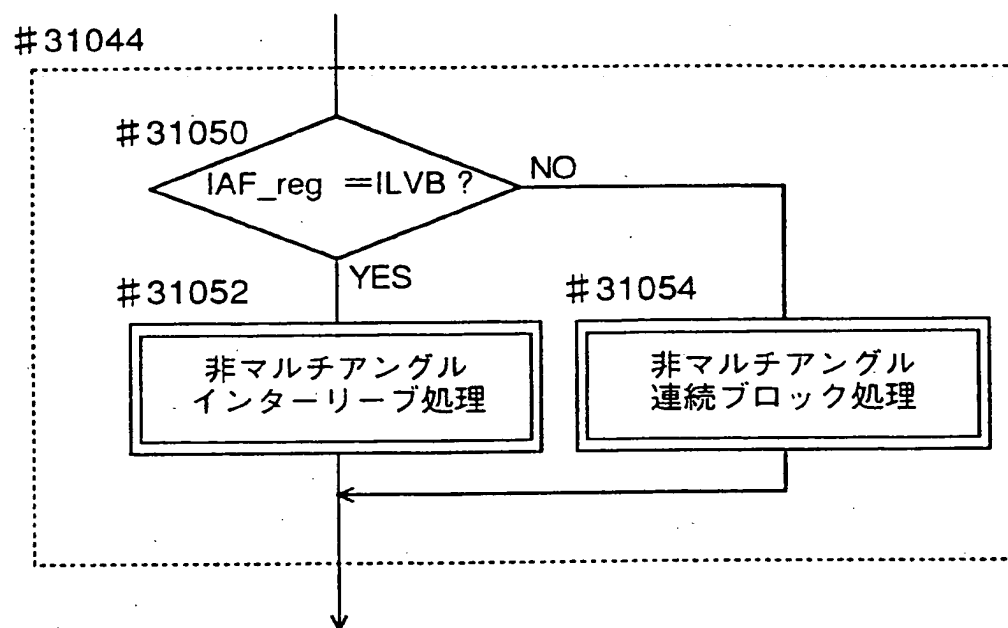 #31044
#31050
IAF_reg =ILVB ?
NO
YES
#31052
#31054
非マルチアングル
インターリーブ処理
非マルチアングル
連続ブロック処理